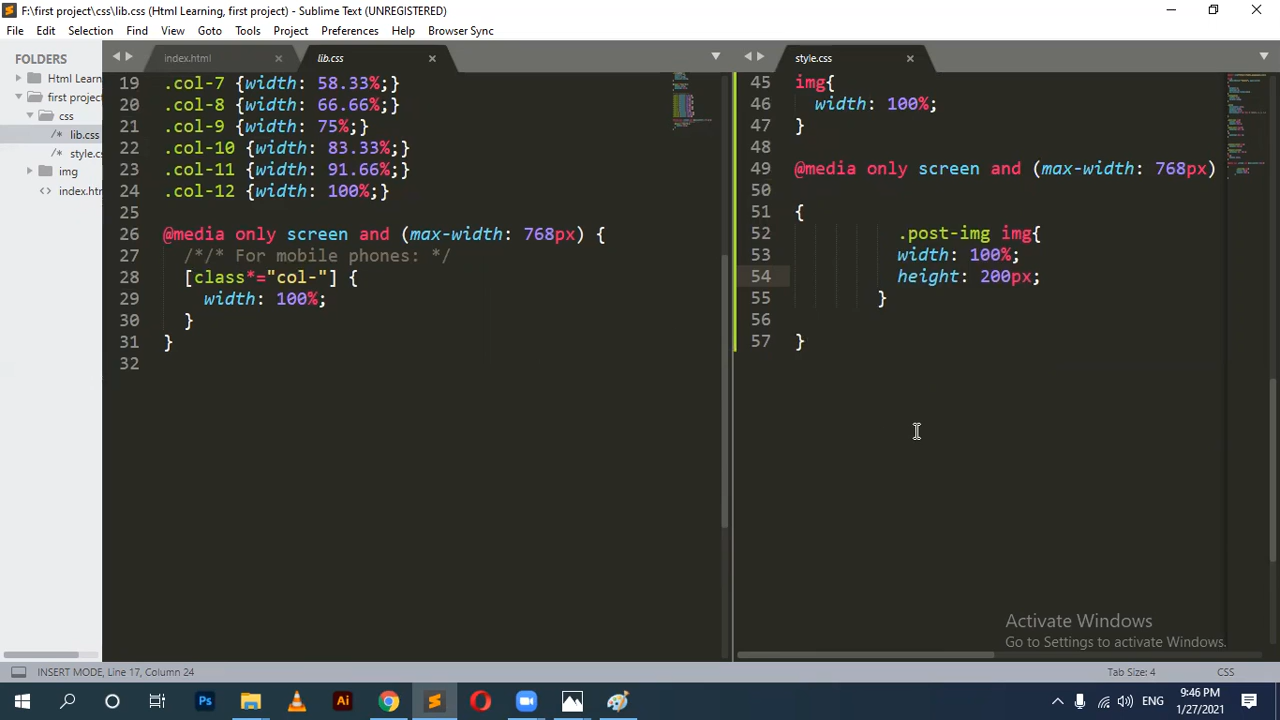 F:\first project\css\lib.css (Html Learning, first project) - Sublime Text (UNREGISTERED)
File Edit Selection Find View Goto Tools Project Preferences Help Browser Sync
FOLDERS
Html Learn
first project
css
/* lib.css
/* style.cs
img
<> index.htm
index.html
lib.css
19 .col-7 {width: 58.33%;}
20 .col-8 {width: 66.66%;}
21 .col-9 {width: 75%;}
22 .col-10 {width: 83.33%;}
23 .col-11 {width: 91.66%;}
24 .col-12 {width: 100%;}
25
26 @media only screen and (max-width: 768px) {
27 /*/* For mobile phones: */
28 [class*="col-"] {
29 width: 100%;
30 }
31 }
32
style.css
45 img{
46 width: 100%;
47 }
48
49 @media only screen and (max-width: 768px)
50
51 {
52 .post-img img{
53 width: 100%;
54 height: 200px;
55 }
56
57 }
Activate Windows
Go to Settings to activate Windows.
INSERT MODE, Line 17, Column 24
Tab Size: 4
CSS
Ps
Ai
ENG
9:46 PM
1/27/2021